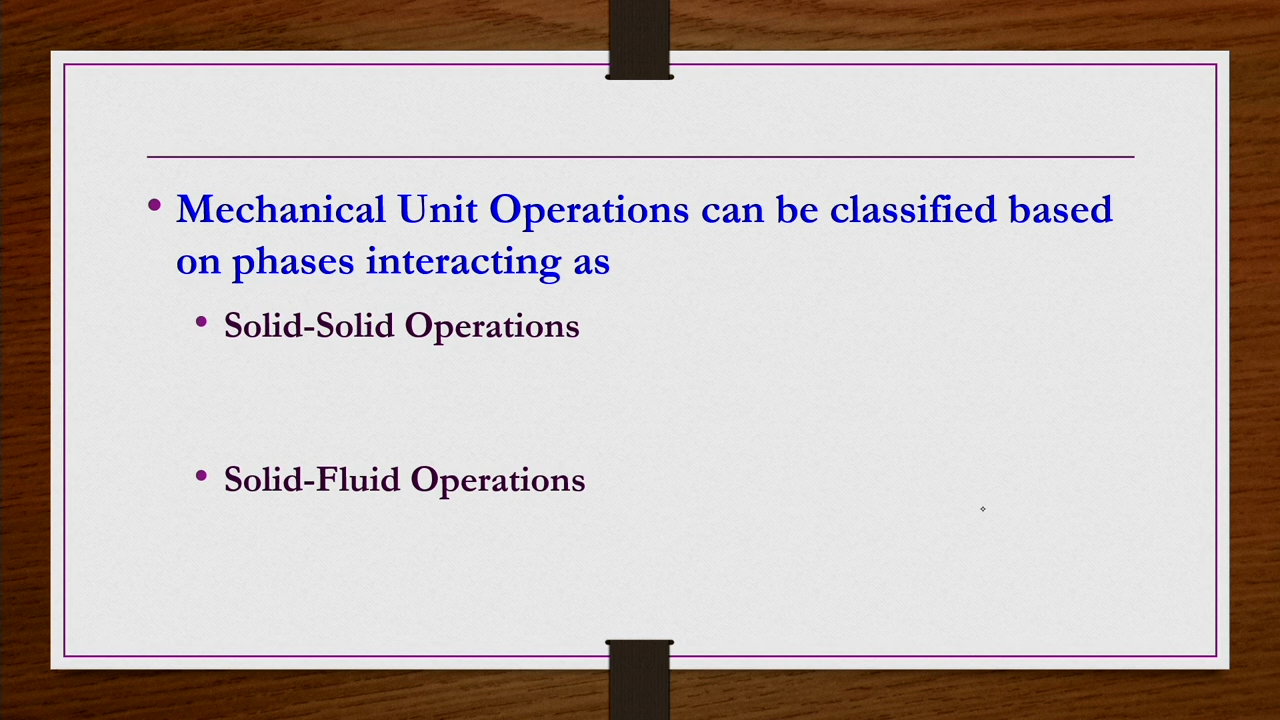 • Mechanical Unit Operations can be classified based
on phases interacting as
• Solid-Solid Operations
• Solid-Fluid Operations